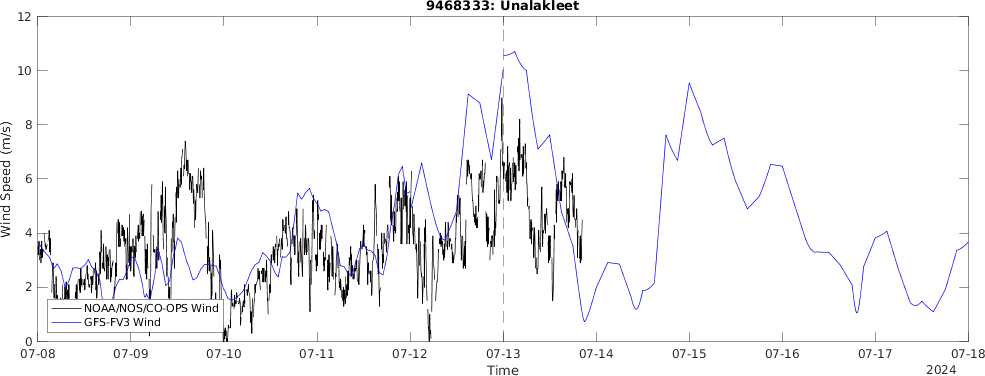 9468333: Unalakleet
Wind Speed (m/s)
12
10
8
6
4
2
0
NOAA/NOS/CO-OPS Wind
GFS-FV3 Wind
07-08 07-09 07-10 07-11 07-12 07-13 07-14 07-15 07-16 07-17 07-18
Time
2024